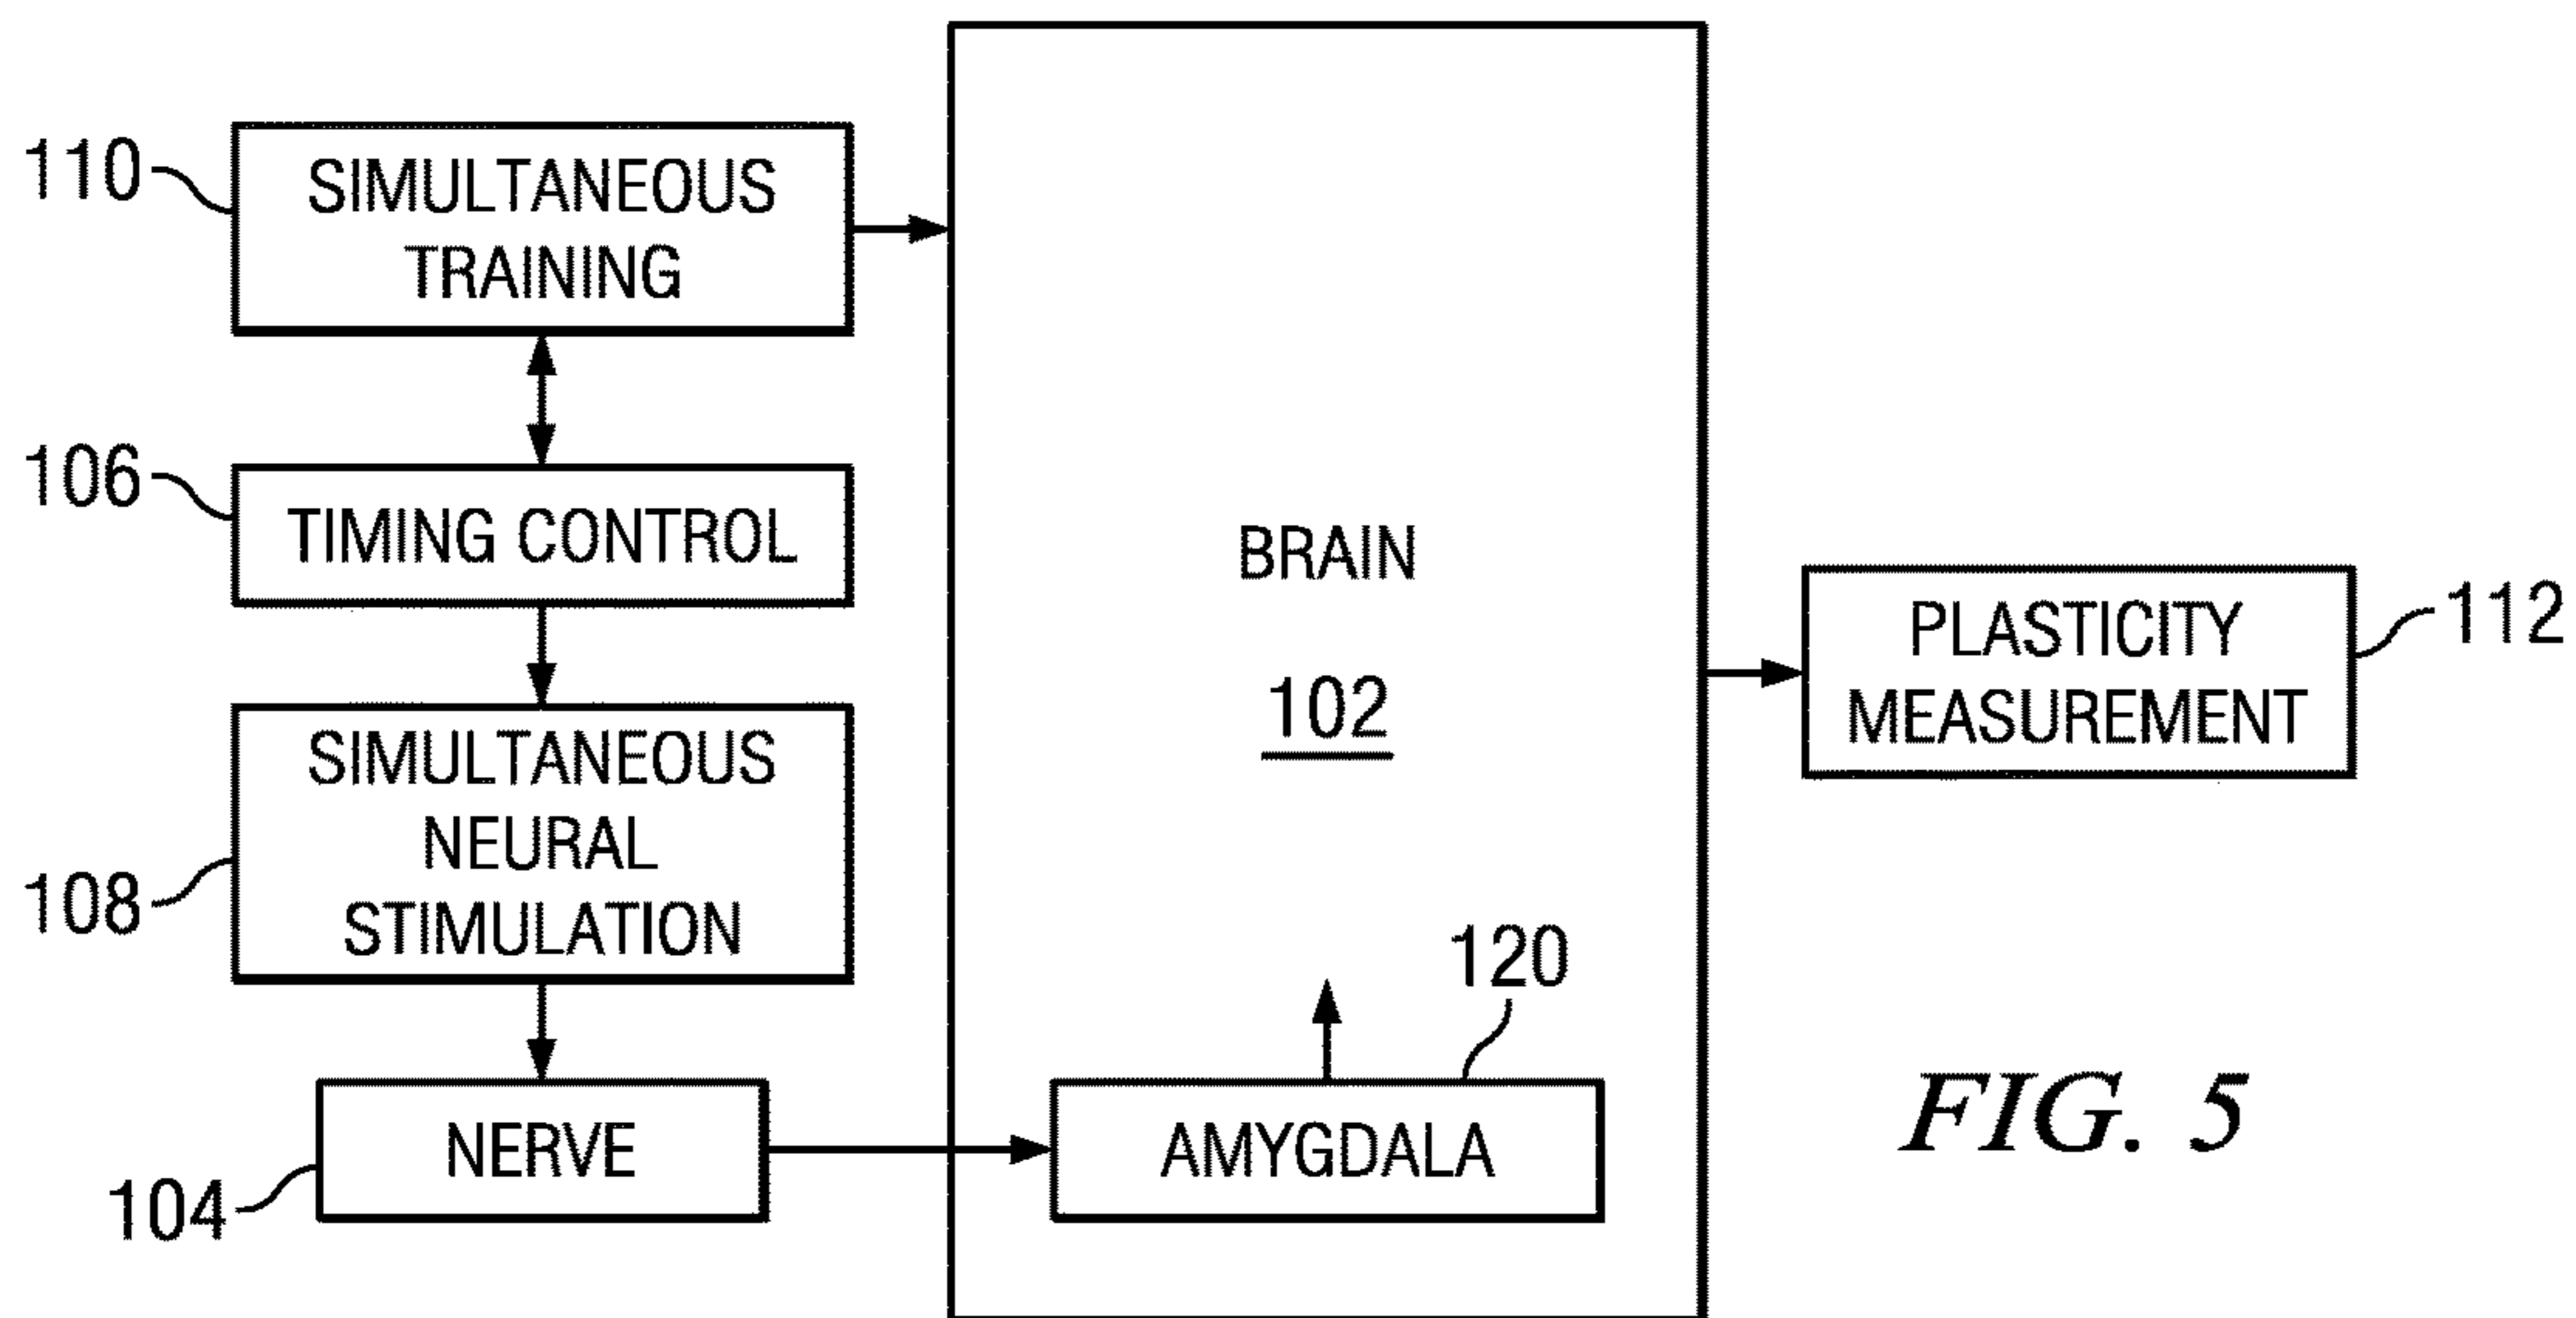 110
SIMULTANEOUS
TRAINING
106
TIMING CONTROL
108
SIMULTANEOUS
NEURAL
STIMULATION
104
NERVE
BRAIN
102
120
AMYGDALA
PLASTICITY
MEASUREMENT
112
FIG. 5